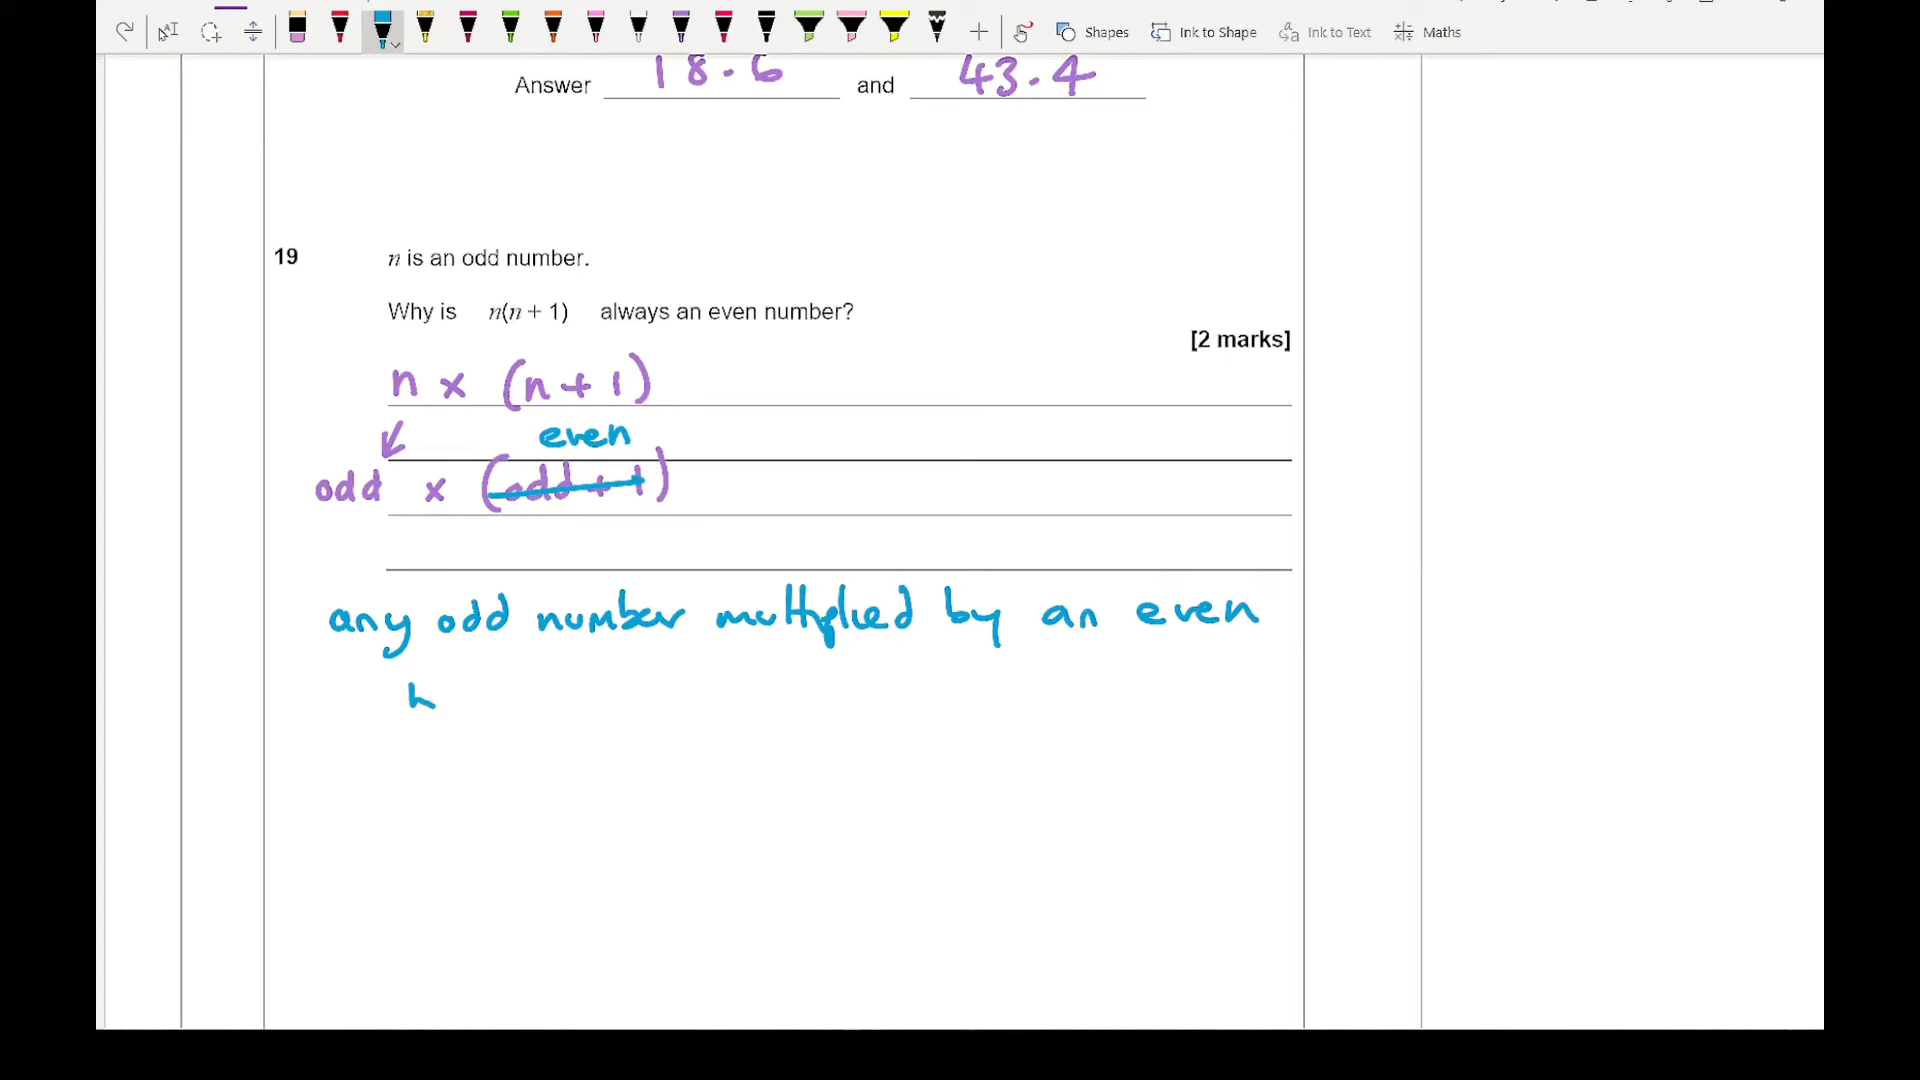 Shapes Ink to Shape Ink to Text Maths
Answer 18.6 and 43.4
19 n is an odd number.
Why is n(n + 1) always an even number?
[2 marks]
n x (n + 1)
even
odd x (odd + 1)
any odd number multiplied by an even